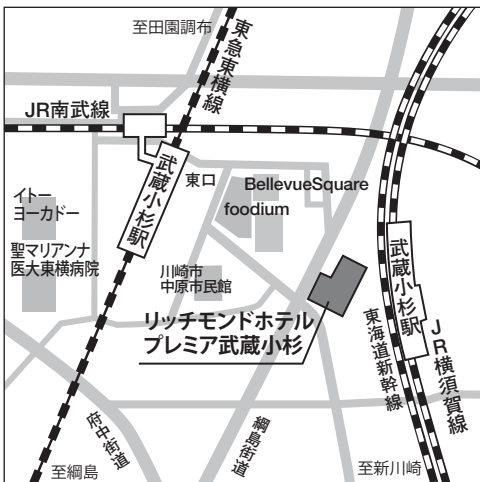 至田園調布
東急東横線
JR南武線
武蔵小杉駅
東口
BellevueSquare
foodium
イトー
ヨーカドー
聖マリアンナ
医大東横病院
川崎市
中原市民館
リッチモンドホテル
プレミア武蔵小杉
武蔵小杉駅
東海道新幹線
JR横須賀線
府中街道
綱島街道
至綱島
至新川崎